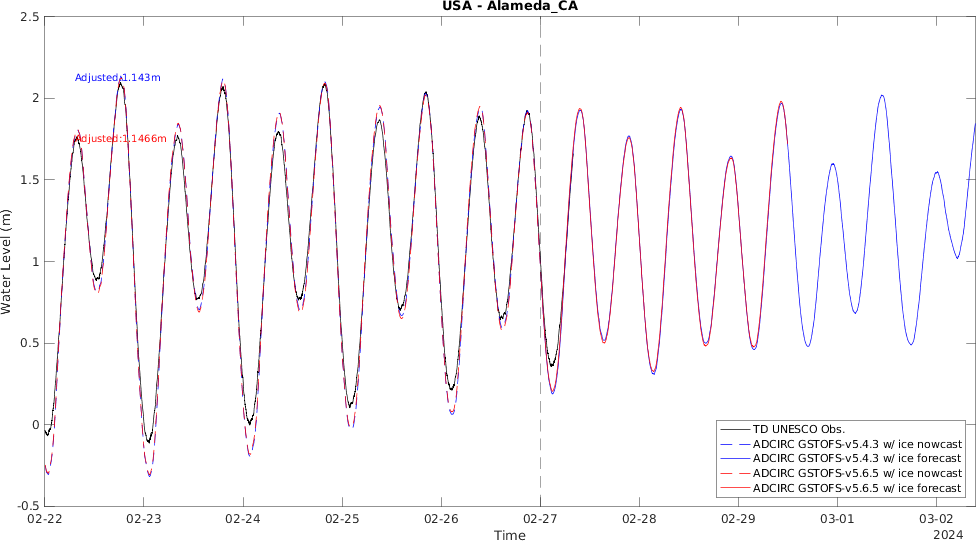 USA - Alameda_CA
2.5
2
1.5
1
0.5
0
-0.5
Water Level (m)
Adjusted:1.143m
Adjusted:1.1466m
TD UNESCO Obs.
ADCIRC GSTOFS-v5.4.3 w/ ice nowcast
ADCIRC GSTOFS-v5.4.3 w/ ice forecast
ADCIRC GSTOFS-v5.6.5 w/ ice nowcast
ADCIRC GSTOFS-v5.6.5 w/ ice forecast
02-22 02-23 02-24 02-25 02-26 02-27 02-28 02-29 03-01 03-02
Time
2024